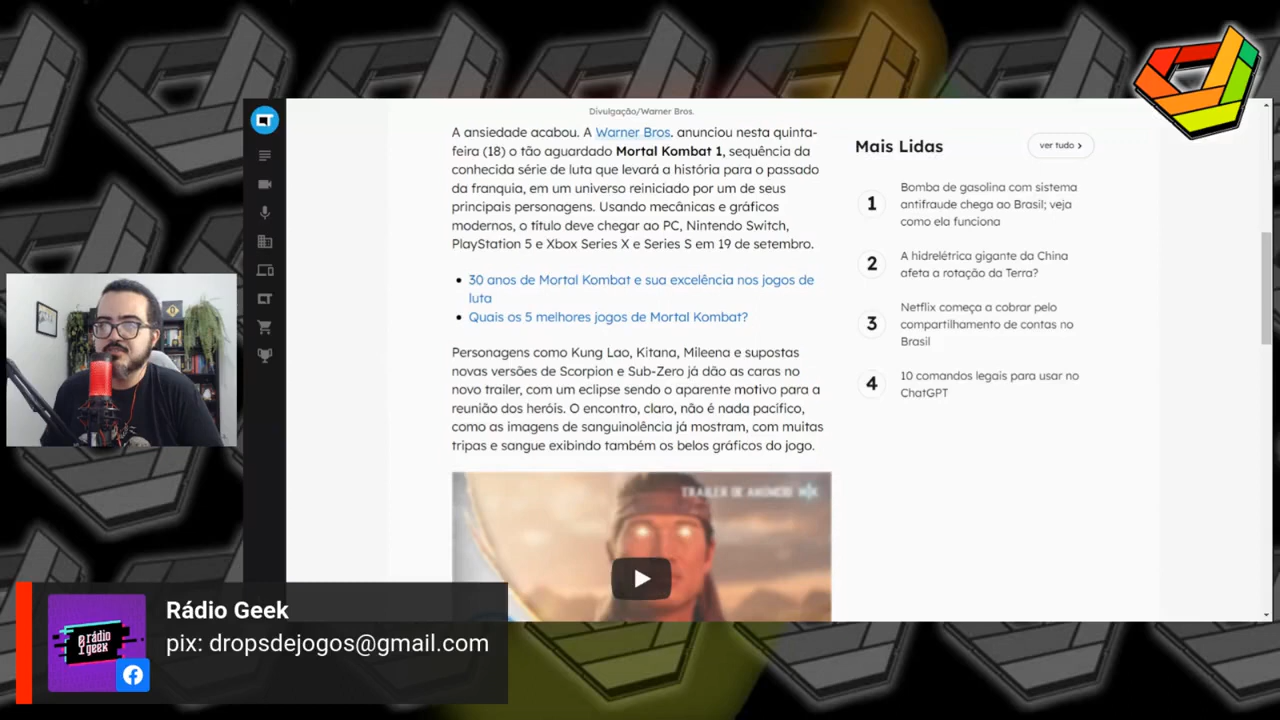 Divulgação/Warner Bros.
A ansiedade acabou. A Warner Bros. anunciou nesta quinta-
feira (18) o tão aguardado Mortal Kombat 1, sequência da
conhecida série de luta que levará a história para o passado
da franquia, em um universo reiniciado por um de seus
principais personagens. Usando mecânicas e gráficos
modernos, o título deve chegar ao PC, Nintendo Switch,
PlayStation 5 e Xbox Series X e Series S em 19 de setembro.
30 anos de Mortal Kombat e sua excelência nos jogos de
luta
Quais os 5 melhores jogos de Mortal Kombat?
Personagens como Kung Lao, Kitana, Mileena e supostas
novas versões de Scorpion e Sub-Zero já dão as caras no
novo trailer, com um eclipse sendo o aparente motivo para a
reunião dos heróis. O encontro, claro, não é nada pacífico,
como as imagens de sanguinolência já mostram, com muitas
tripas e sangue exibindo também os belos gráficos do jogo.
TRAILER DE ANÚNCIO
Mais Lidas
ver tudo >
1
Bomba de gasolina com sistema
antifraude chega ao Brasil; veja
como ela funciona
2
A hidrelétrica gigante da China
afeta a rotação da Terra?
3
Netflix começa a cobrar pelo
compartilhamento de contas no
Brasil
4
10 comandos legais para usar no
ChatGPT
rádio
geek
Rádio Geek
pix: dropsdejogos@gmail.com